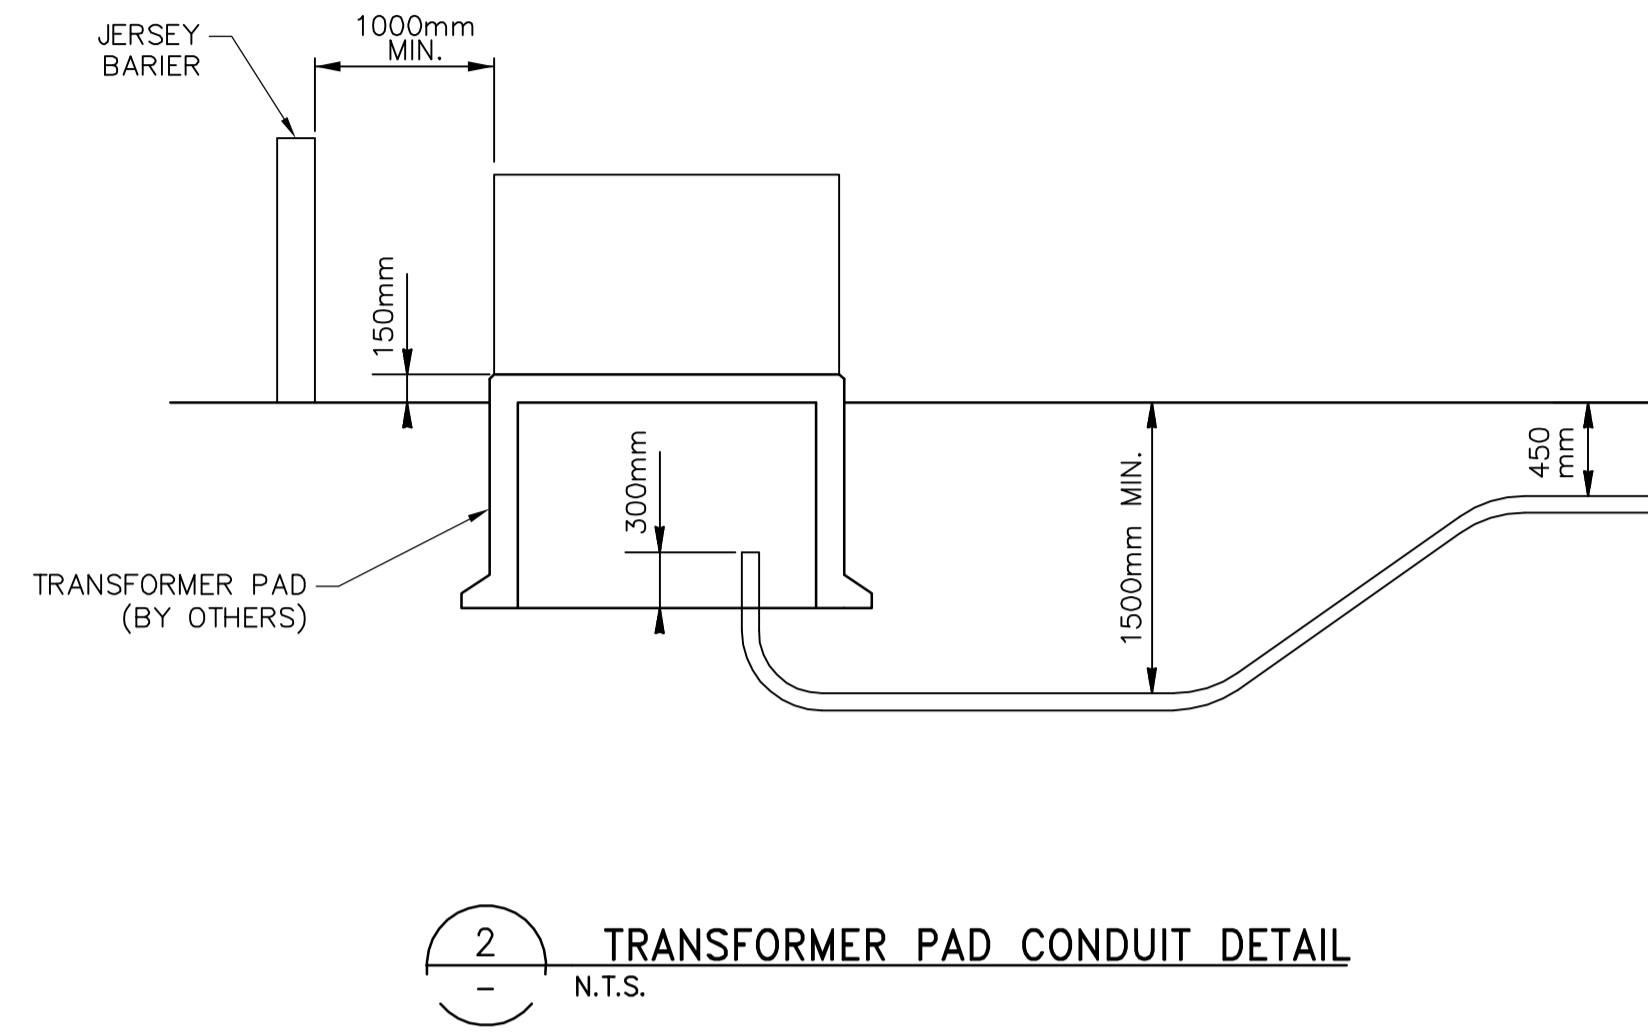 JERSEY
BARIER
1000mm
MIN.
150mm
300mm
1500mm MIN.
450
mm
TRANSFORMER PAD
(BY OTHERS)
2
-
TRANSFORMER PAD CONDUIT DETAIL
N.T.S.